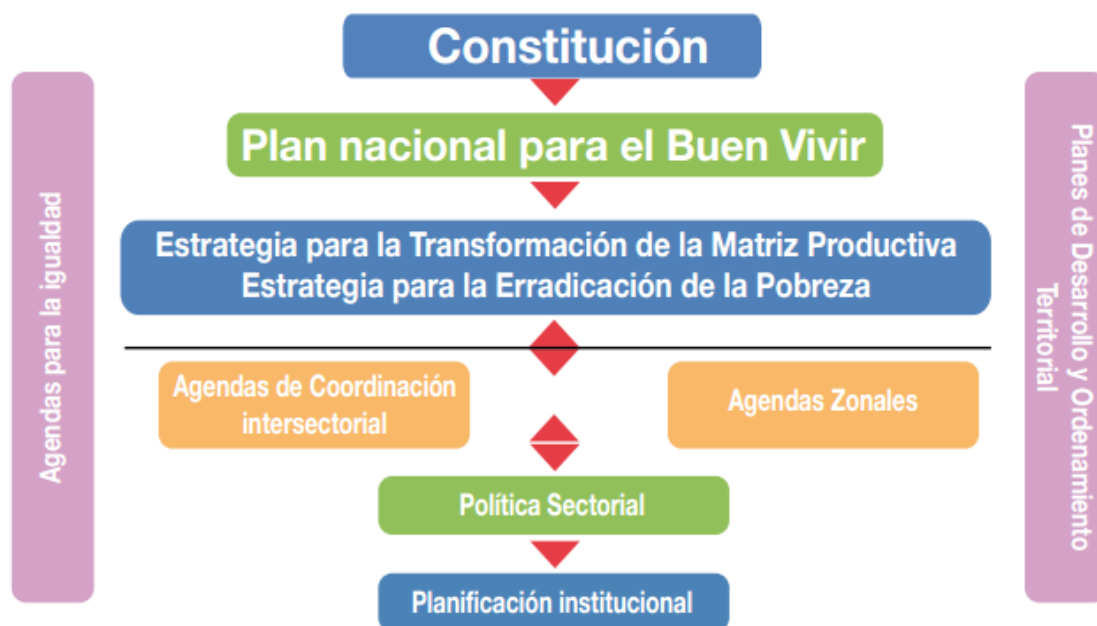 Constitución
Plan nacional para el Buen Vivir
Estrategia para la Transformación de la Matriz Productiva
Estrategia para la Erradicación de la Pobreza
Agendas de Coordinación
intersectorial
Agendas Zonales
Política Sectorial
Planificación institucional
Agendas para la igualdad
Planes de Desarrollo y Ordenamiento
Territorial